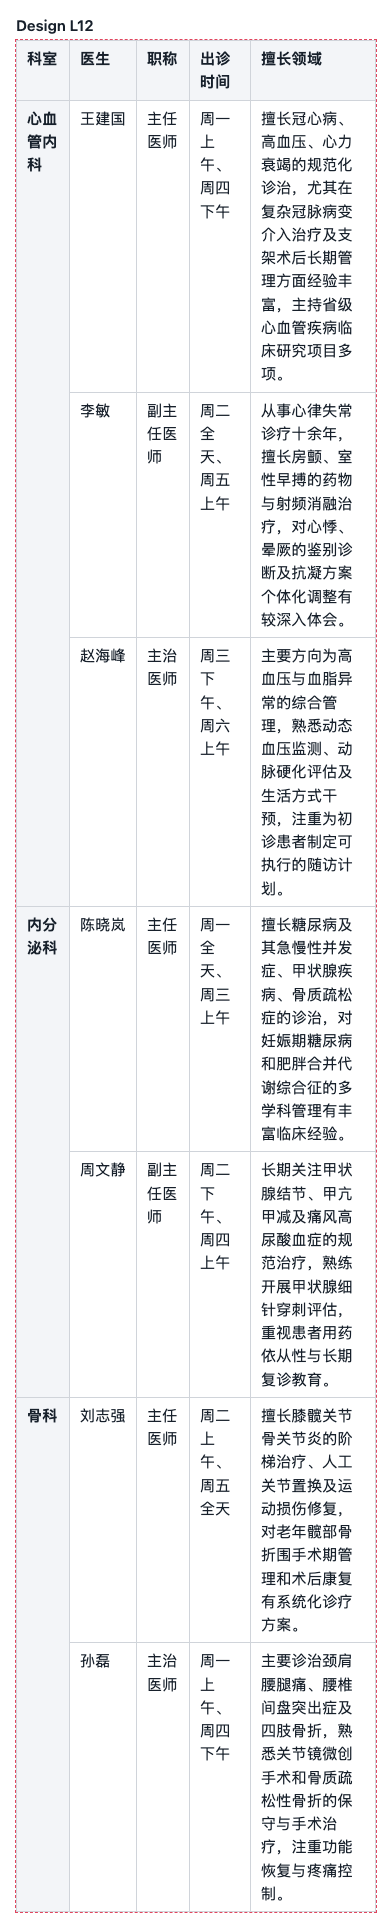 Design L12
科室 医生 职称 出诊时间 擅长领域
心血管内科 王建国 主任医师 周一上午、周四下午 擅长冠心病、高血压、心力衰竭的规范化诊治，尤其在复杂冠脉病变介入治疗及支架术后长期管理方面经验丰富，主持省级心血管疾病临床研究项目多项。
李敏 副主任医师 周二全天、周五上午 从事心律失常诊疗十余年，擅长房颤、室性早搏的药物与射频消融治疗，对心悸、晕厥的鉴别诊断及抗凝方案个体化调整有较深入体会。
赵海峰 主治医师 周三下午、周六上午 主要方向为高血压与血脂异常的综合管理，熟悉动态血压监测、动脉硬化评估及生活方式干预，注重为初诊患者制定可执行的随访计划。
内分泌科 陈晓岚 主任医师 周一全天、周三上午 擅长糖尿病及其急慢性并发症、甲状腺疾病、骨质疏松症的诊治，对妊娠期糖尿病和肥胖合并代谢综合征的多学科管理有丰富临床经验。
周文静 副主任医师 周二下午、周四上午 长期关注甲状腺结节、甲亢甲减及痛风高尿酸血症的规范治疗，熟练开展甲状腺细针穿刺评估，重视患者用药依从性与长期复诊教育。
骨科 刘志强 主任医师 周二上午、周五全天 擅长膝髋关节骨关节炎的阶梯治疗、人工关节置换及运动损伤修复，对老年髋部骨折围手术期管理和术后康复有系统化诊疗方案。
孙磊 主治医师 周一上午、周四下午 主要诊治颈肩腰腿痛、腰椎间盘突出症及四肢骨折，熟悉关节镜微创手术和骨质疏松性骨折的保守与手术治疗，注重功能恢复与疼痛控制。